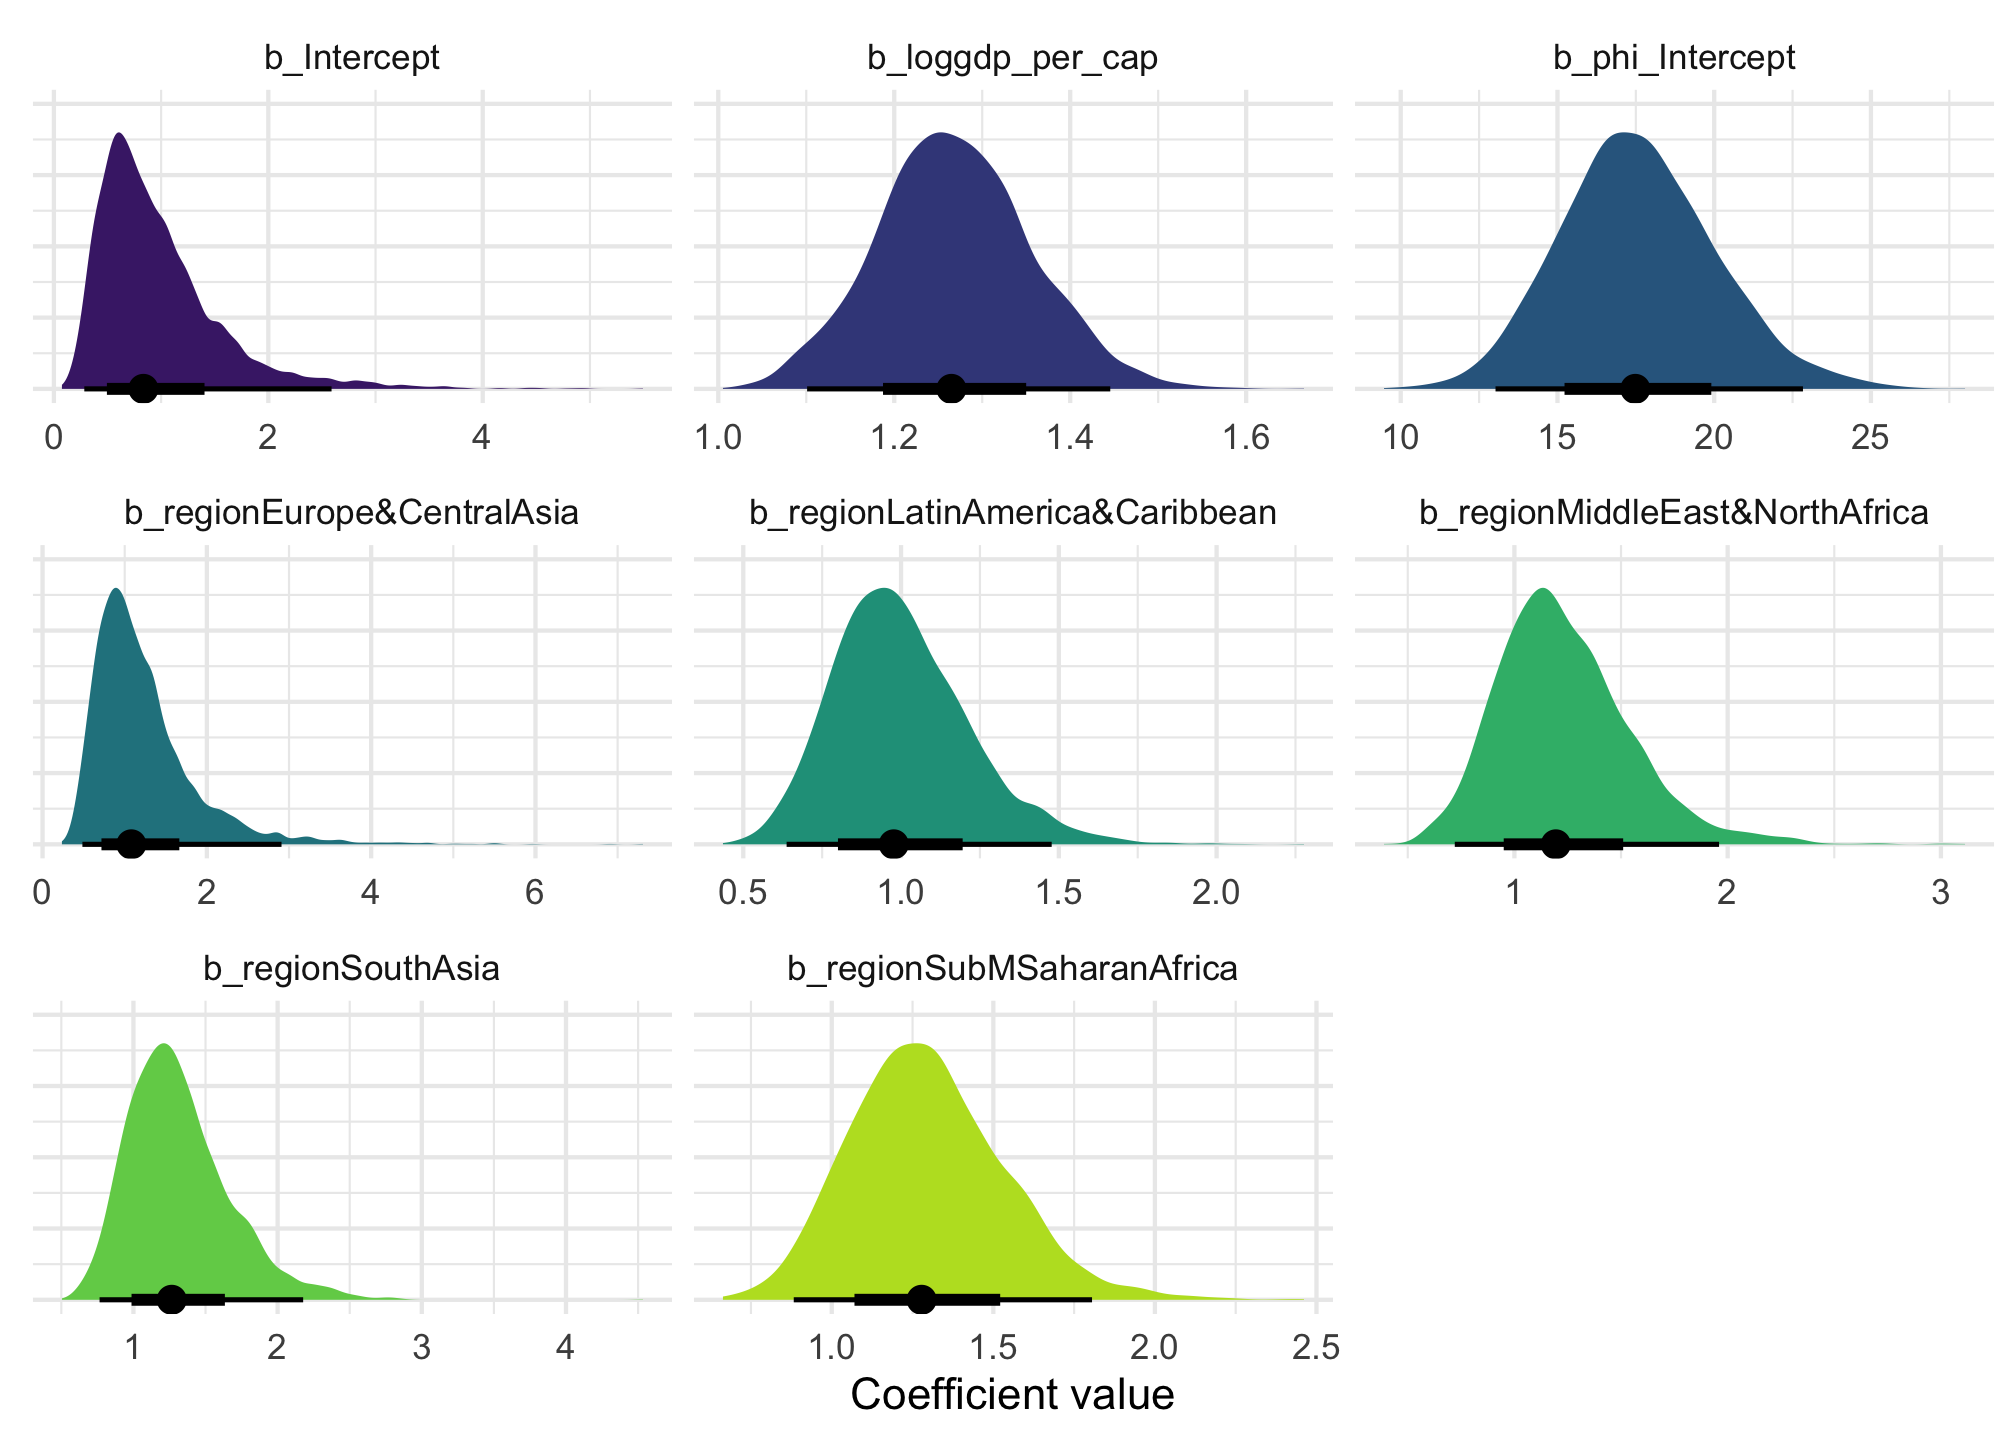 b_Intercept b_loggdp_per_cap b_phi_Intercept
0 2 4 1.0 1.2 1.4 1.6 10 15 20 25
b_regionEurope&CentralAsia b_regionLatinAmerica&Caribbean b_regionMiddleEast&NorthAfrica
0 2 4 6 0.5 1.0 1.5 2.0 1 2 3
b_regionSouthAsia b_regionSubMSaharanAfrica
1 2 3 4 1.0 1.5 2.0 2.5
Coefficient value